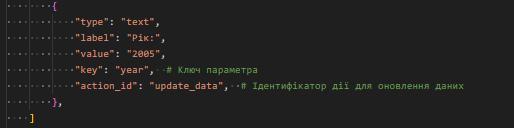 {
"type": "text",
"label": "Рік:",
"value": "2005",
"key": "year", # Ключ параметра
"action_id": "update_data", # Ідентифікатор дії для оновлення даних
},
]